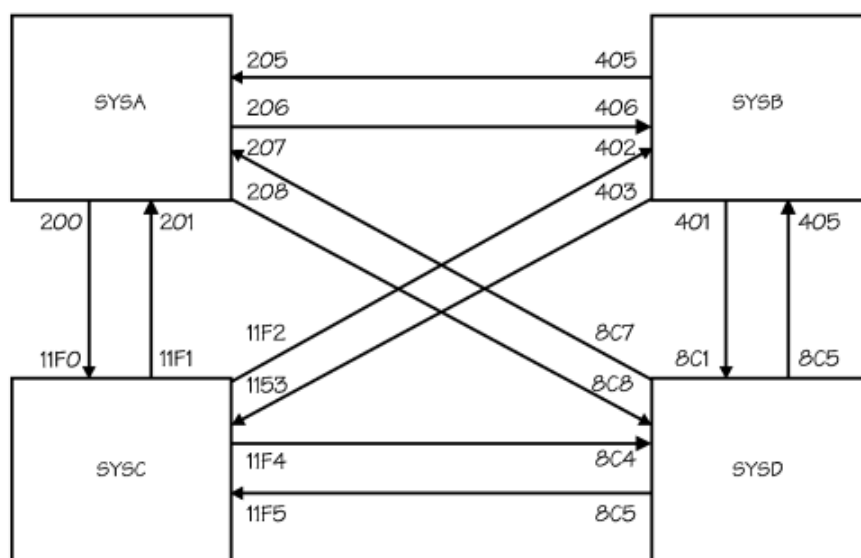 205 405
SYSA SYSB
206 406
207 402
208 403
200 201 401 405
11F2 8C7
11F0 11F1 1153 8C8 8C1 8C5
SYSC 11F4 8C4 SYSD
11F5 8C5